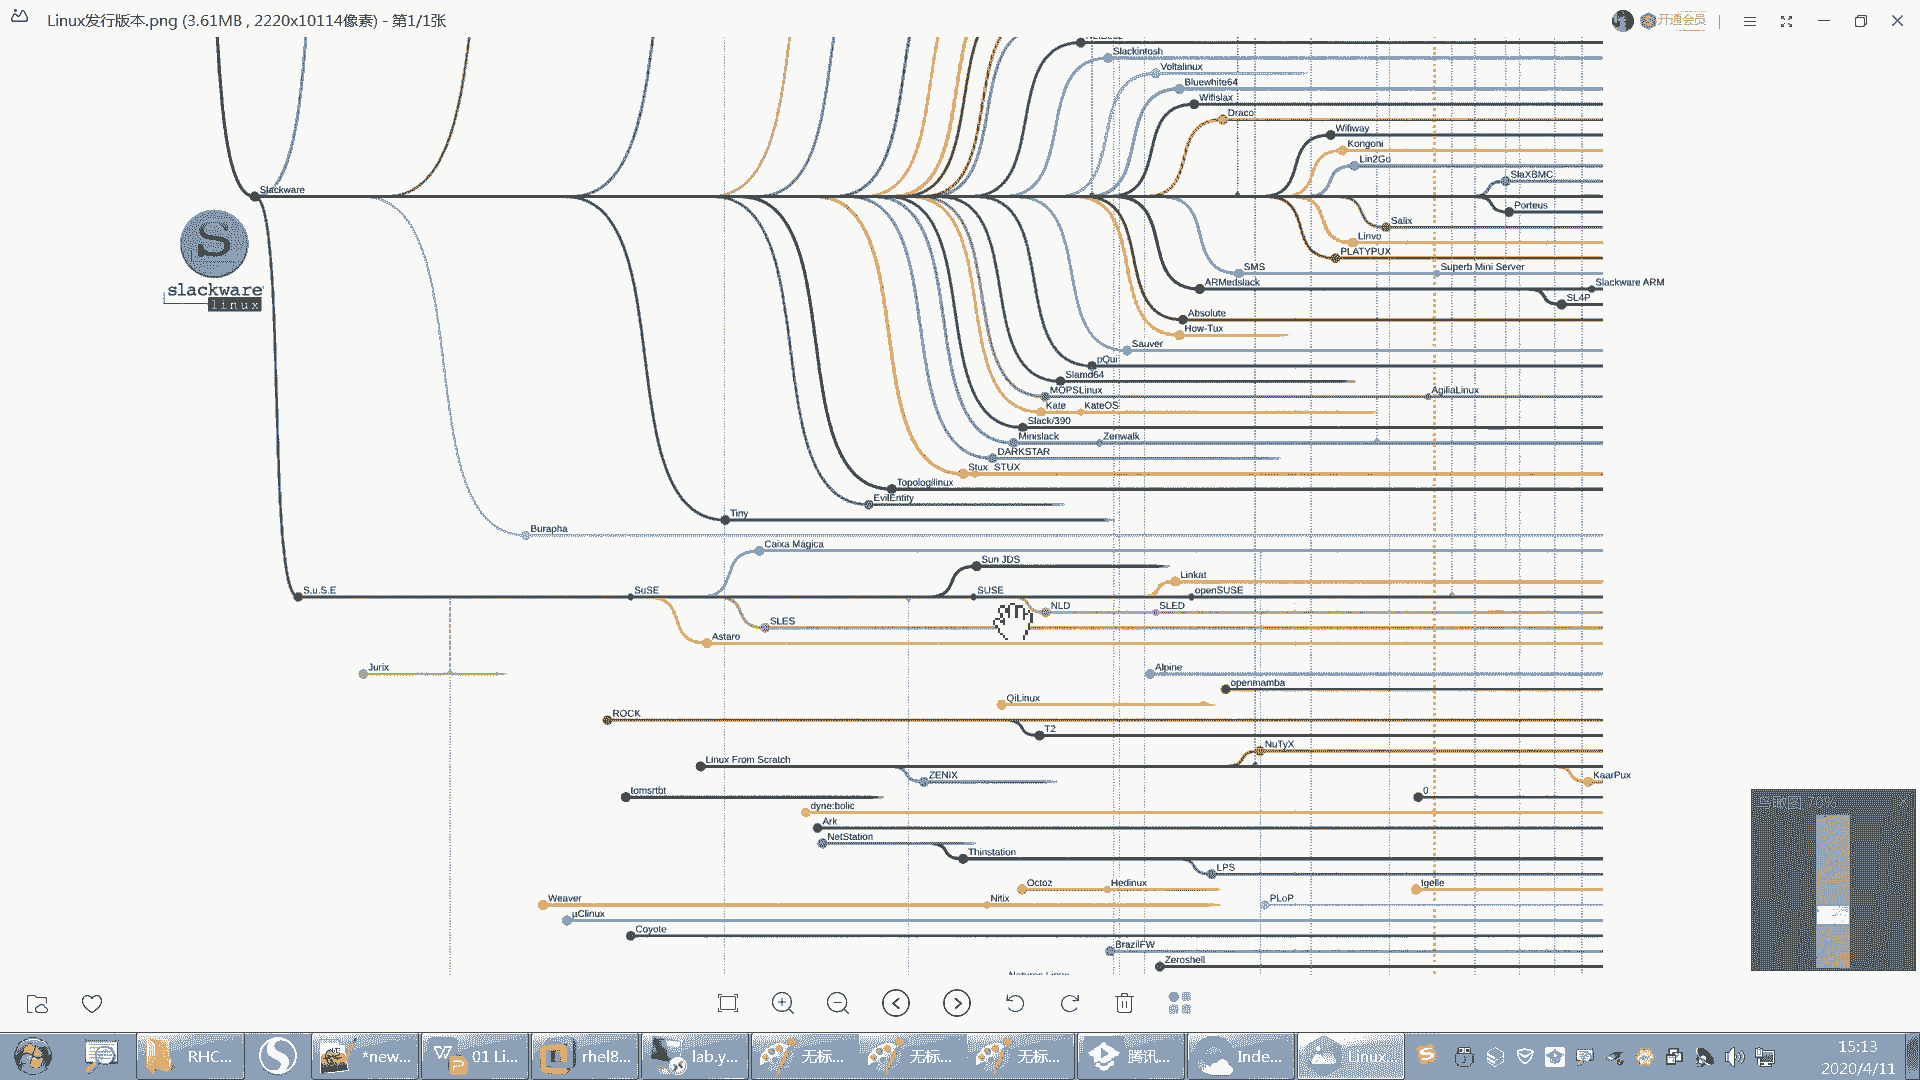 Linux发行版本.png (3.61MB , 2220x10114像素) - 第1/1张
开通会员
Slackintosh
Voltalinux
Bluewhite64
Wifislax
Draco
Wifiway
Kongoni
Lin2Go
SlaXBMC
Slackware
Porteus
Salix
Linvo
PLATYPUX
SMS
Superb Mini Server
ARMedslack
Slackware ARM
slackware
linux
SL4P
Absolute
How-Tux
Sauver
pQui
Slamd64
MOPSLinux
AgiliaLinux
Kate
KateOS
Slack/390
Minislack
Zenwalk
DARKSTAR
Stux
STUX
Topologilinux
EvilEntity
Tiny
Burapha
Caixa Mágica
Sun JDS
Linkat
S.u.S.E
SuSE
SUSE
openSUSE
NLD
SLED
SLES
Astaro
Jurix
Alpine
openmamba
QiLinux
ROCK
T2
NuTyX
Linux From Scratch
ZENIX
KaarPux
tomsrtbt
0
dyne:bolic
Ark
NetStation
Thinstation
LPS
Octoz
Hedinux
Igelle
Weaver
Nitix
PLoP
µClinux
Coyote
BrazilFW
Zeroshell
鸟瞰图 70%
RHC...
*new...
01 Li...
rhel8...
lab.y...
无标...
无标...
无标...
腾讯...
Inde...
Linux...
15:13
2020/4/11